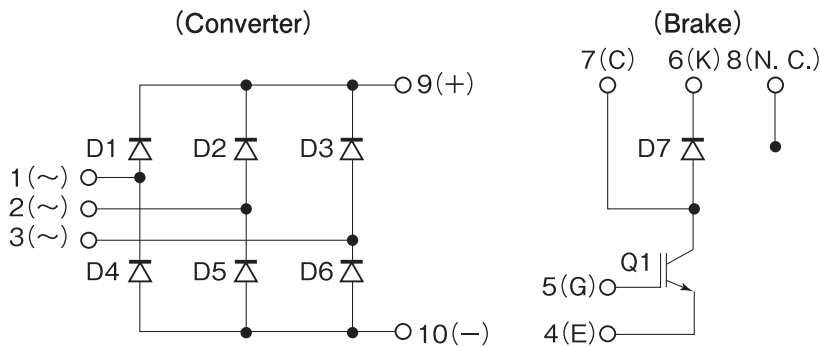 (Converter)
(Brake)
7(C) 6(K) 8(N. C.)
9(+)
D1 D2 D3
D7
1(~)
2(~)
3(~)
D4 D5 D6
Q1
5(G)
4(E)
10(−)